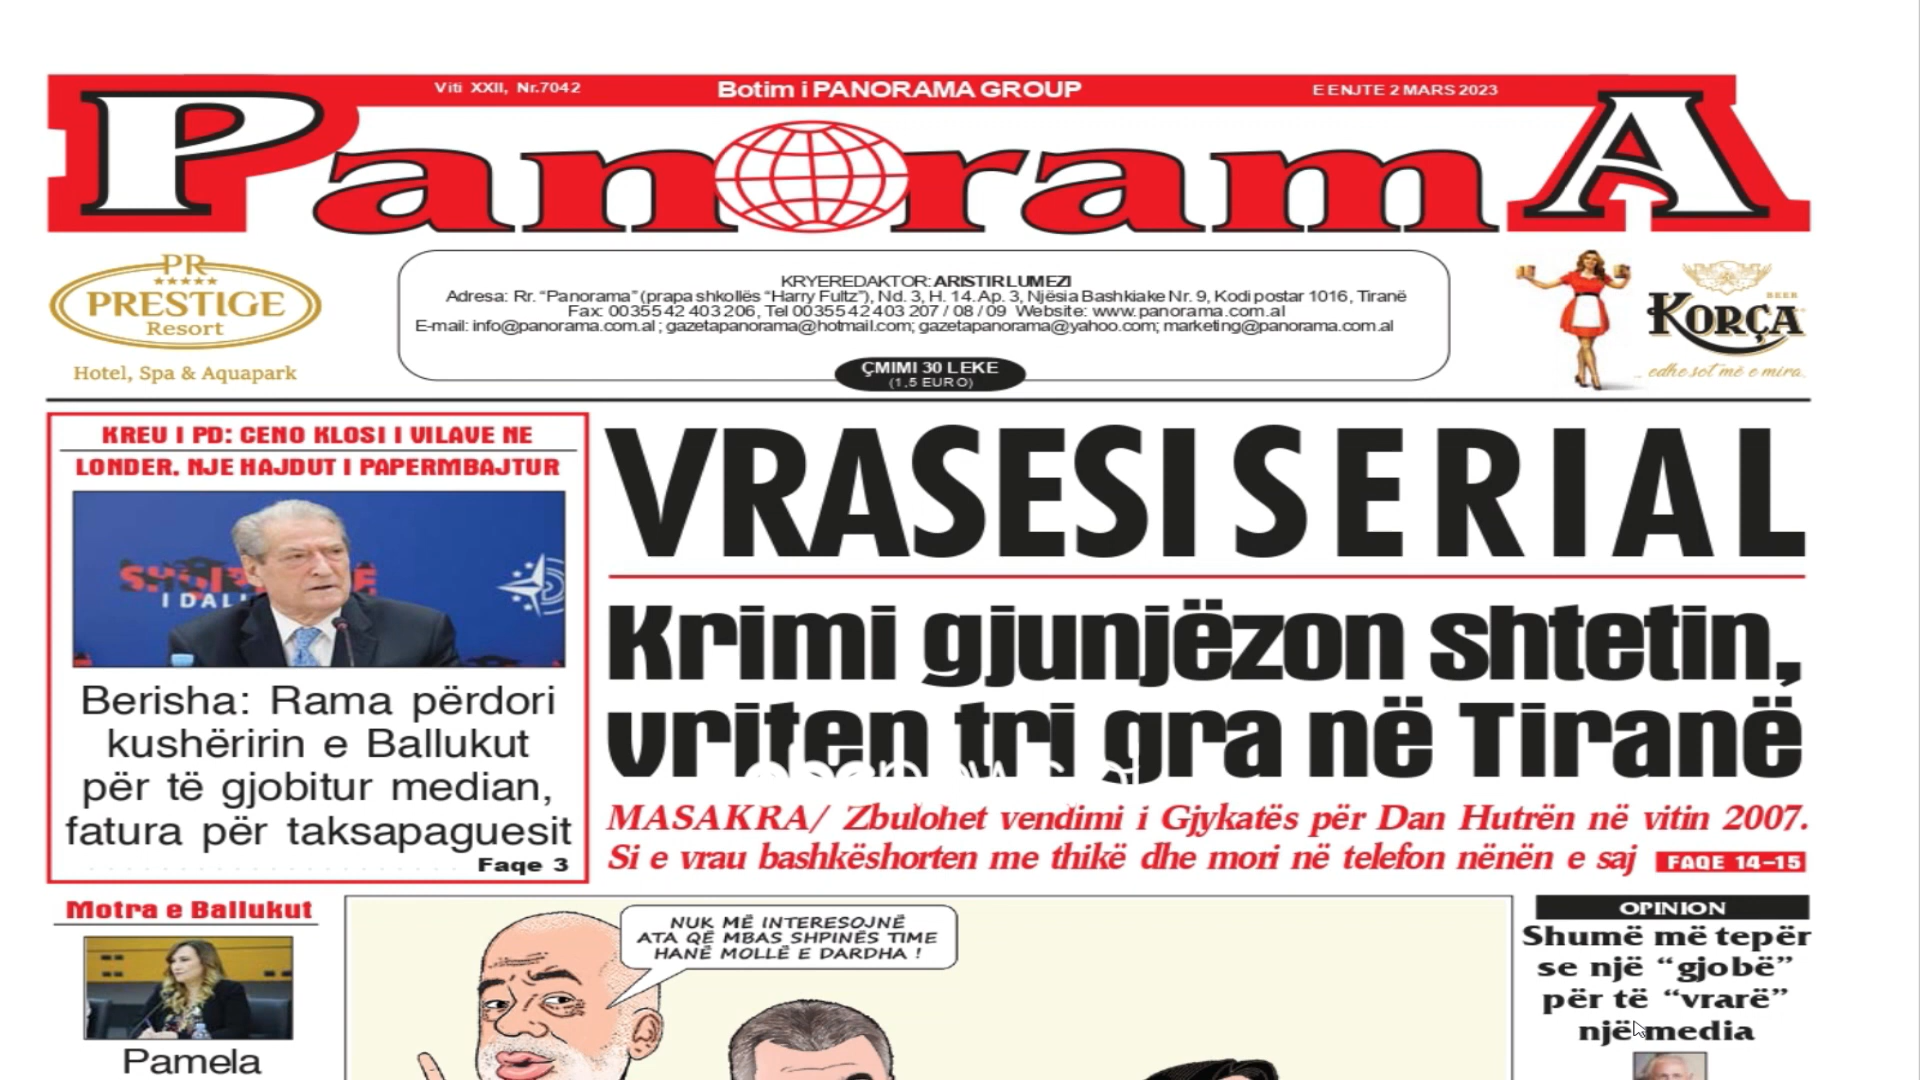 Viti XXII, Nr.7042
Botim i PANORAMA GROUP
E ENJTE 2 MARS 2023
PanoramA
PR
PRESTIGE
Resort
Hotel, Spa & Aquapark
KRYEREDAKTOR: ARISTIR LUMEZI
Adresa: Rr. “Panorama” (prapa shkollës “Harry Fultz”), Nd. 3, H. 14. Ap. 3, Njësia Bashkiake Nr. 9, Kodi postar 1016, Tiranë
Fax: 00355 42 403 206, Tel 00355 42 403 207 / 08 / 09 Website: www.panorama.com.al
E-mail: info@panorama.com.al ; gazetapanorama@hotmail.com; gazetapanorama@yahoo.com; marketing@panorama.com.al
ÇMIMI 30 LEKE
(1,5 EURO)
BEER
KORÇA
...edhe sot më e mira.
KREU I PD: CENO KLOSI I VILAVE NE
LONDER, NJE HAJDUT I PAPERMBAJTUR
I DAL
Berisha: Rama përdori
kushëririn e Ballukut
për të gjobitur median,
fatura për taksapaguesit
Faqe 3
VRASESI SERIAL
Krimi gjunjëzon shtetin,
vriten tri gra në Tiranë
MASAKRA/ Zbulohet vendimi i Gjykatës për Dan Hutrën në vitin 2007.
Si e vrau bashkëshorten me thikë dhe mori në telefon nënën e saj FAQE 14-15
Motra e Ballukut
Pamela
NUK MË INTERESOJNË
ATA QË MBAS SHPINËS TIME
HANË MOLLË E DARDHA !
OPINION
Shumë më tepër
se një “gjobë”
për të “vrarë”
një media